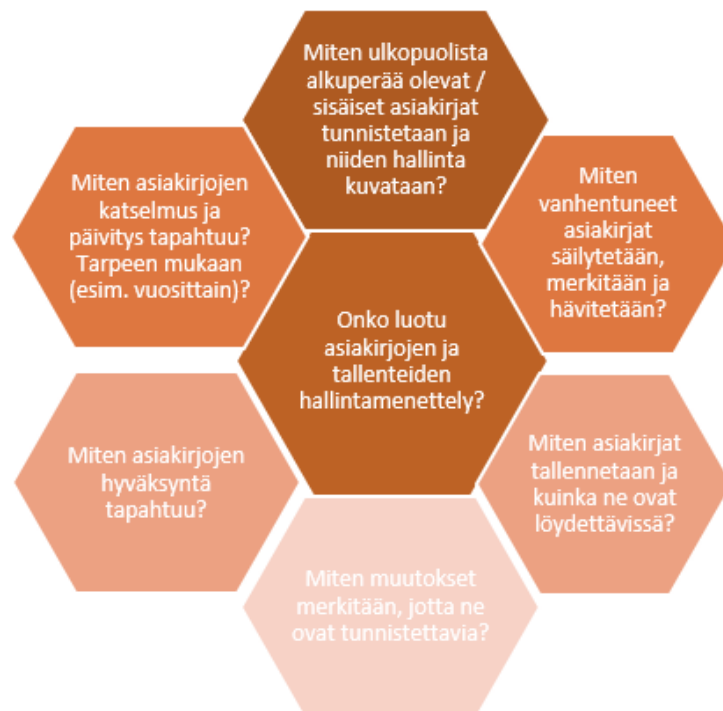 Miten ulkopuolista
alkuperää olevat /
sisäiset asiakirjat
tunnistetaan ja
niiden hallinta
kuvataan?
Miten asiakirjojen
katselmus ja
päivitys tapahtuu?
Tarpeen mukaan
(esim. vuosittain)?
Miten
vanhentuneet
asiakirjat
säilytetään,
merkitään ja
hävitetään?
Onko luotu
asiakirjojen ja
tallenteiden
hallintamenettely?
Miten asiakirjojen
hyväksyntä
tapahtuu?
Miten asiakirjat
tallennetaan ja
kuinka ne ovat
löydettävissä?
Miten muutokset
merkitään, jotta ne
ovat tunnistettavia?